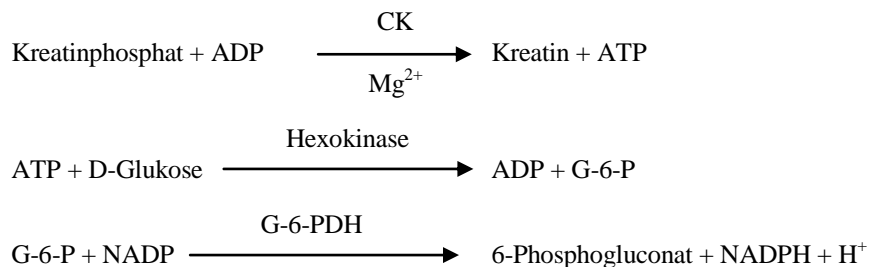 CK
Kreatinphosphat + ADP Kreatin + ATP
Mg²⁺
Hexokinase
ATP + D-Glukose ADP + G-6-P
G-6-PDH
G-6-P + NADP 6-Phosphogluconat + NADPH + H⁺